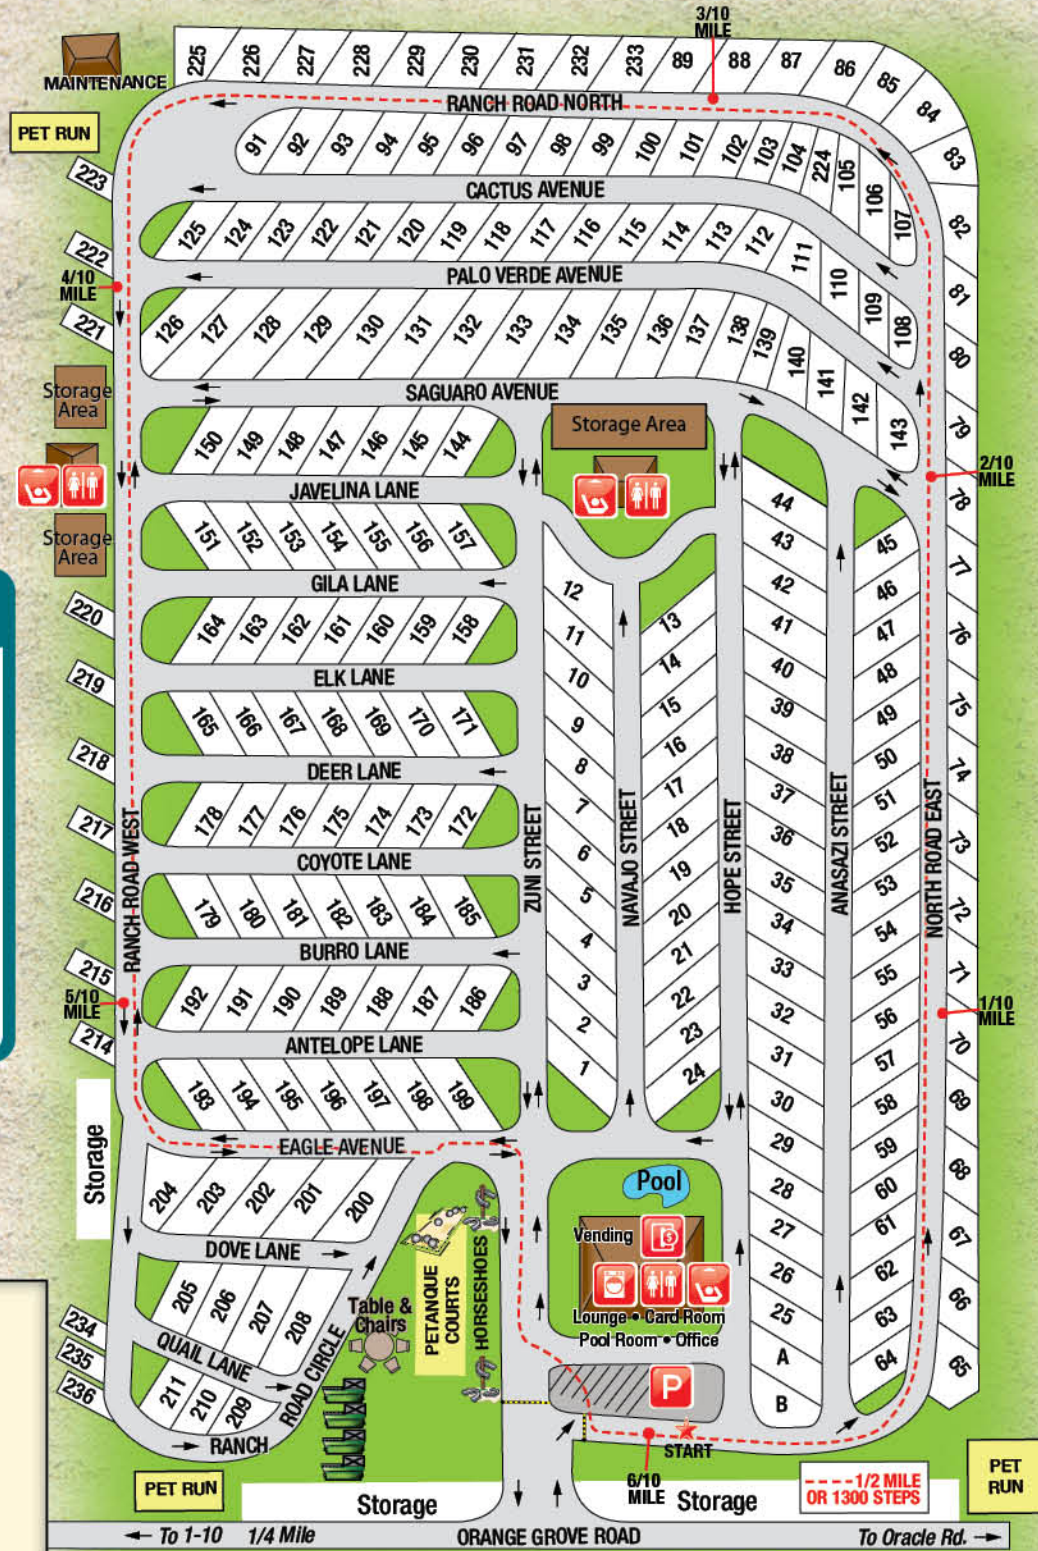 3/10
MILE
225 226 227 228 229 230 231 232 233 89 88 87 86 85 84 83
MAINTENANCE
RANCH ROAD NORTH
PET RUN
91 92 93 94 95 96 97 98 99 100 101 102 103 104 224 105 106 107
223
CACTUS AVENUE
82
125 124 123 122 121 120 119 118 117 116 115 114 113 112 111 110 109 108
222
4/10
MILE
PALO VERDE AVENUE
81
221
126 127 128 129 130 131 132 133 134 135 136 137 138 139 140 141 142 143
80
Storage
Area
SAGUARO AVENUE
79
Storage Area
150 149 148 147 146 145 144
2/10
MILE
78
JAVELINA LANE
Storage
Area
151 152 153 154 155 156 157
77
GILA LANE
220
164 163 162 161 160 159 158
76
ELK LANE
219
165 166 167 168 169 170 171
75
218
DEER LANE
74
217
178 177 176 175 174 173 172
73
COYOTE LANE
216
179 180 181 182 183 184 185
72
BURRO LANE
215
71
5/10
MILE
192 191 190 189 188 187 186
1/10
MILE
214
ANTELOPE LANE
70
193 194 195 196 197 198 199
69
EAGLE AVENUE
RANCH ROAD WEST
ZUNI STREET
NAVAJO STREET
HOPE STREET
ANASAZI STREET
NORTH ROAD EAST
12
11
10
9
8
7
6
5
4
3
2
1
13
14
15
16
17
18
19
20
21
22
23
24
44
43
42
41
40
39
38
37
36
35
34
33
32
31
30
29
28
27
26
25
A
B
45
46
47
48
49
50
51
52
53
54
55
56
57
58
59
60
61
62
63
64
68
67
66
65
Storage
204 203 202 201 200
DOVE LANE
205 206 207 208
QUAIL LANE
211 210 209
RANCH ROAD CIRCLE
234
235
236
Table &
Chairs
PETANQUE
COURTS
HORSESHOES
Pool
Vending
$
Lounge • Card Room
Pool Room • Office
P
START
6/10
MILE
PET RUN
Storage
Storage
1/2 MILE
OR 1300 STEPS
PET
RUN
To 1-10 1/4 Mile
ORANGE GROVE ROAD
To Oracle Rd.